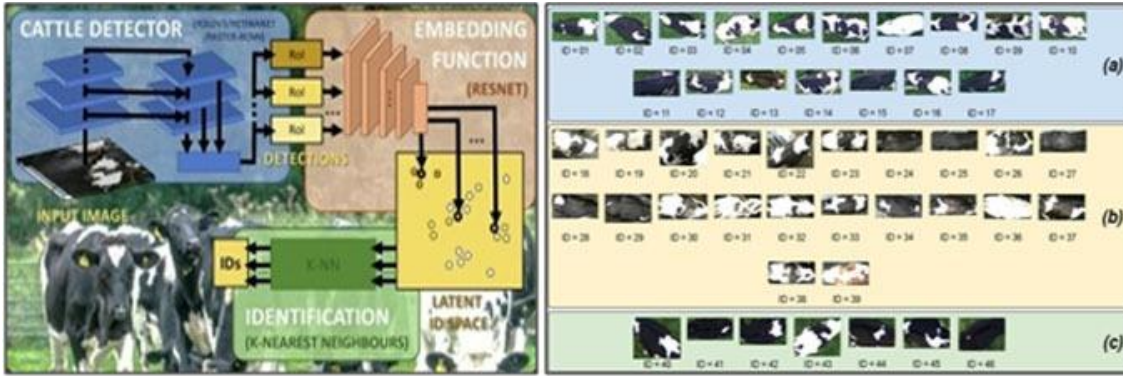 CATTLE DETECTOR
EMBEDDING
FUNCTION
(RESNET)
RoI
RoI
RoI
...
...
DETECTIONS
INPUT IMAGE
IDs
K-NN
LATENT
ID SPACE
IDENTIFICATION
(K-NEAREST NEIGHBOURS)
ID = 01 ID = 02 ID = 03 ID = 04 ID = 05 ID = 06 ID = 07 ID = 08 ID = 09 ID = 10
(a)
ID = 11 ID = 12 ID = 13 ID = 14 ID = 15 ID = 16 ID = 17
ID = 18 ID = 19 ID = 20 ID = 21 ID = 22 ID = 23 ID = 24 ID = 25 ID = 26 ID = 27
(b)
ID = 28 ID = 29 ID = 30 ID = 31 ID = 32 ID = 33 ID = 34 ID = 35 ID = 36 ID = 37
ID = 38 ID = 39
(c)
ID = 40 ID = 41 ID = 42 ID = 43 ID = 44 ID = 45 ID = 46